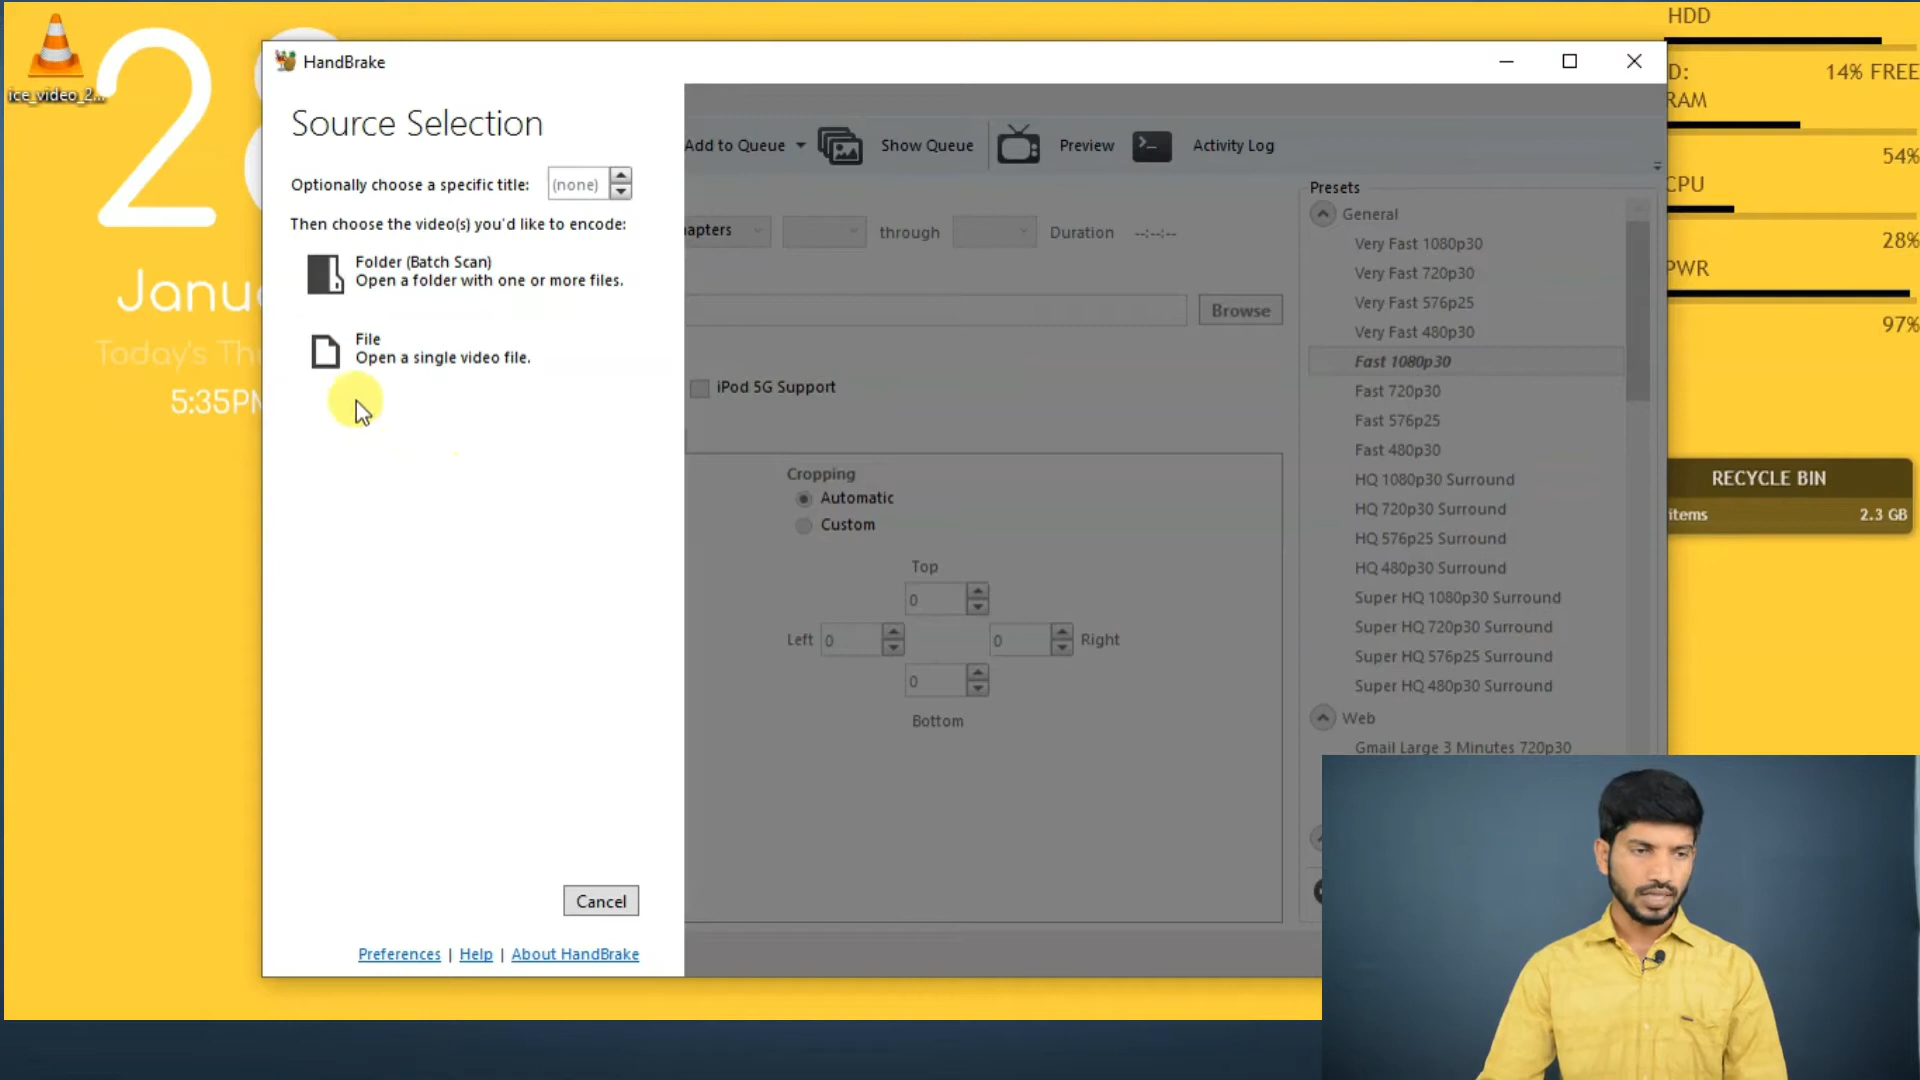 HDD
D: 14% FREE
RAM
54%
CPU
28%
PWR
97%
RECYCLE BIN
items 2.3 GB
5:35PM
HandBrake
Source Selection
Optionally choose a specific title: (none)
Then choose the video(s) you'd like to encode:
Folder (Batch Scan)
Open a folder with one or more files.
File
Open a single video file.
Cancel
Preferences | Help | About HandBrake
Add to Queue Show Queue Preview Activity Log
through Duration --:--:--
Browse
iPod 5G Support
Cropping
Automatic
Custom
Top
0
Left 0 0 Right
0
Bottom
Presets
General
Very Fast 1080p30
Very Fast 720p30
Very Fast 576p25
Very Fast 480p30
Fast 1080p30
Fast 720p30
Fast 576p25
Fast 480p30
HQ 1080p30 Surround
HQ 720p30 Surround
HQ 576p25 Surround
HQ 480p30 Surround
Super HQ 1080p30 Surround
Super HQ 720p30 Surround
Super HQ 576p25 Surround
Super HQ 480p30 Surround
Web
Gmail Large 3 Minutes 720p30